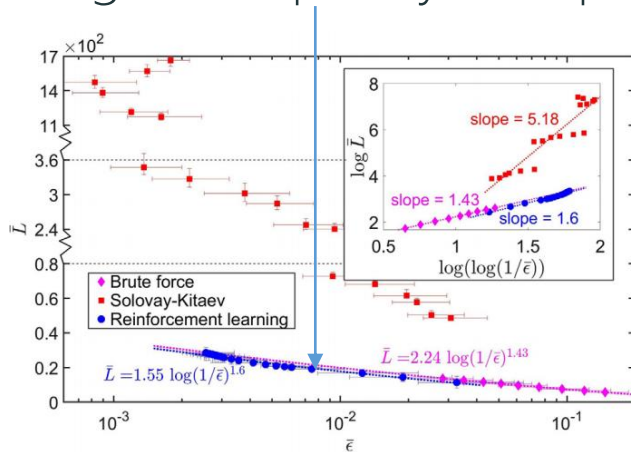 ×10²
17
14
11
3.6
3
2.4
0.8
0.6
0.4
0.2
0
L̄
10⁻³
10⁻²
10⁻¹
ε̄
Brute force
Solovay-Kitaev
Reinforcement learning
L̄ =1.55 log(1/ε̄)^1.6
L̄ =2.24 log(1/ε̄)^1.43
8
6
4
2
log L̄
slope = 5.18
slope = 1.43
slope = 1.6
0.5
1
1.5
2
log(log(1/ε̄))